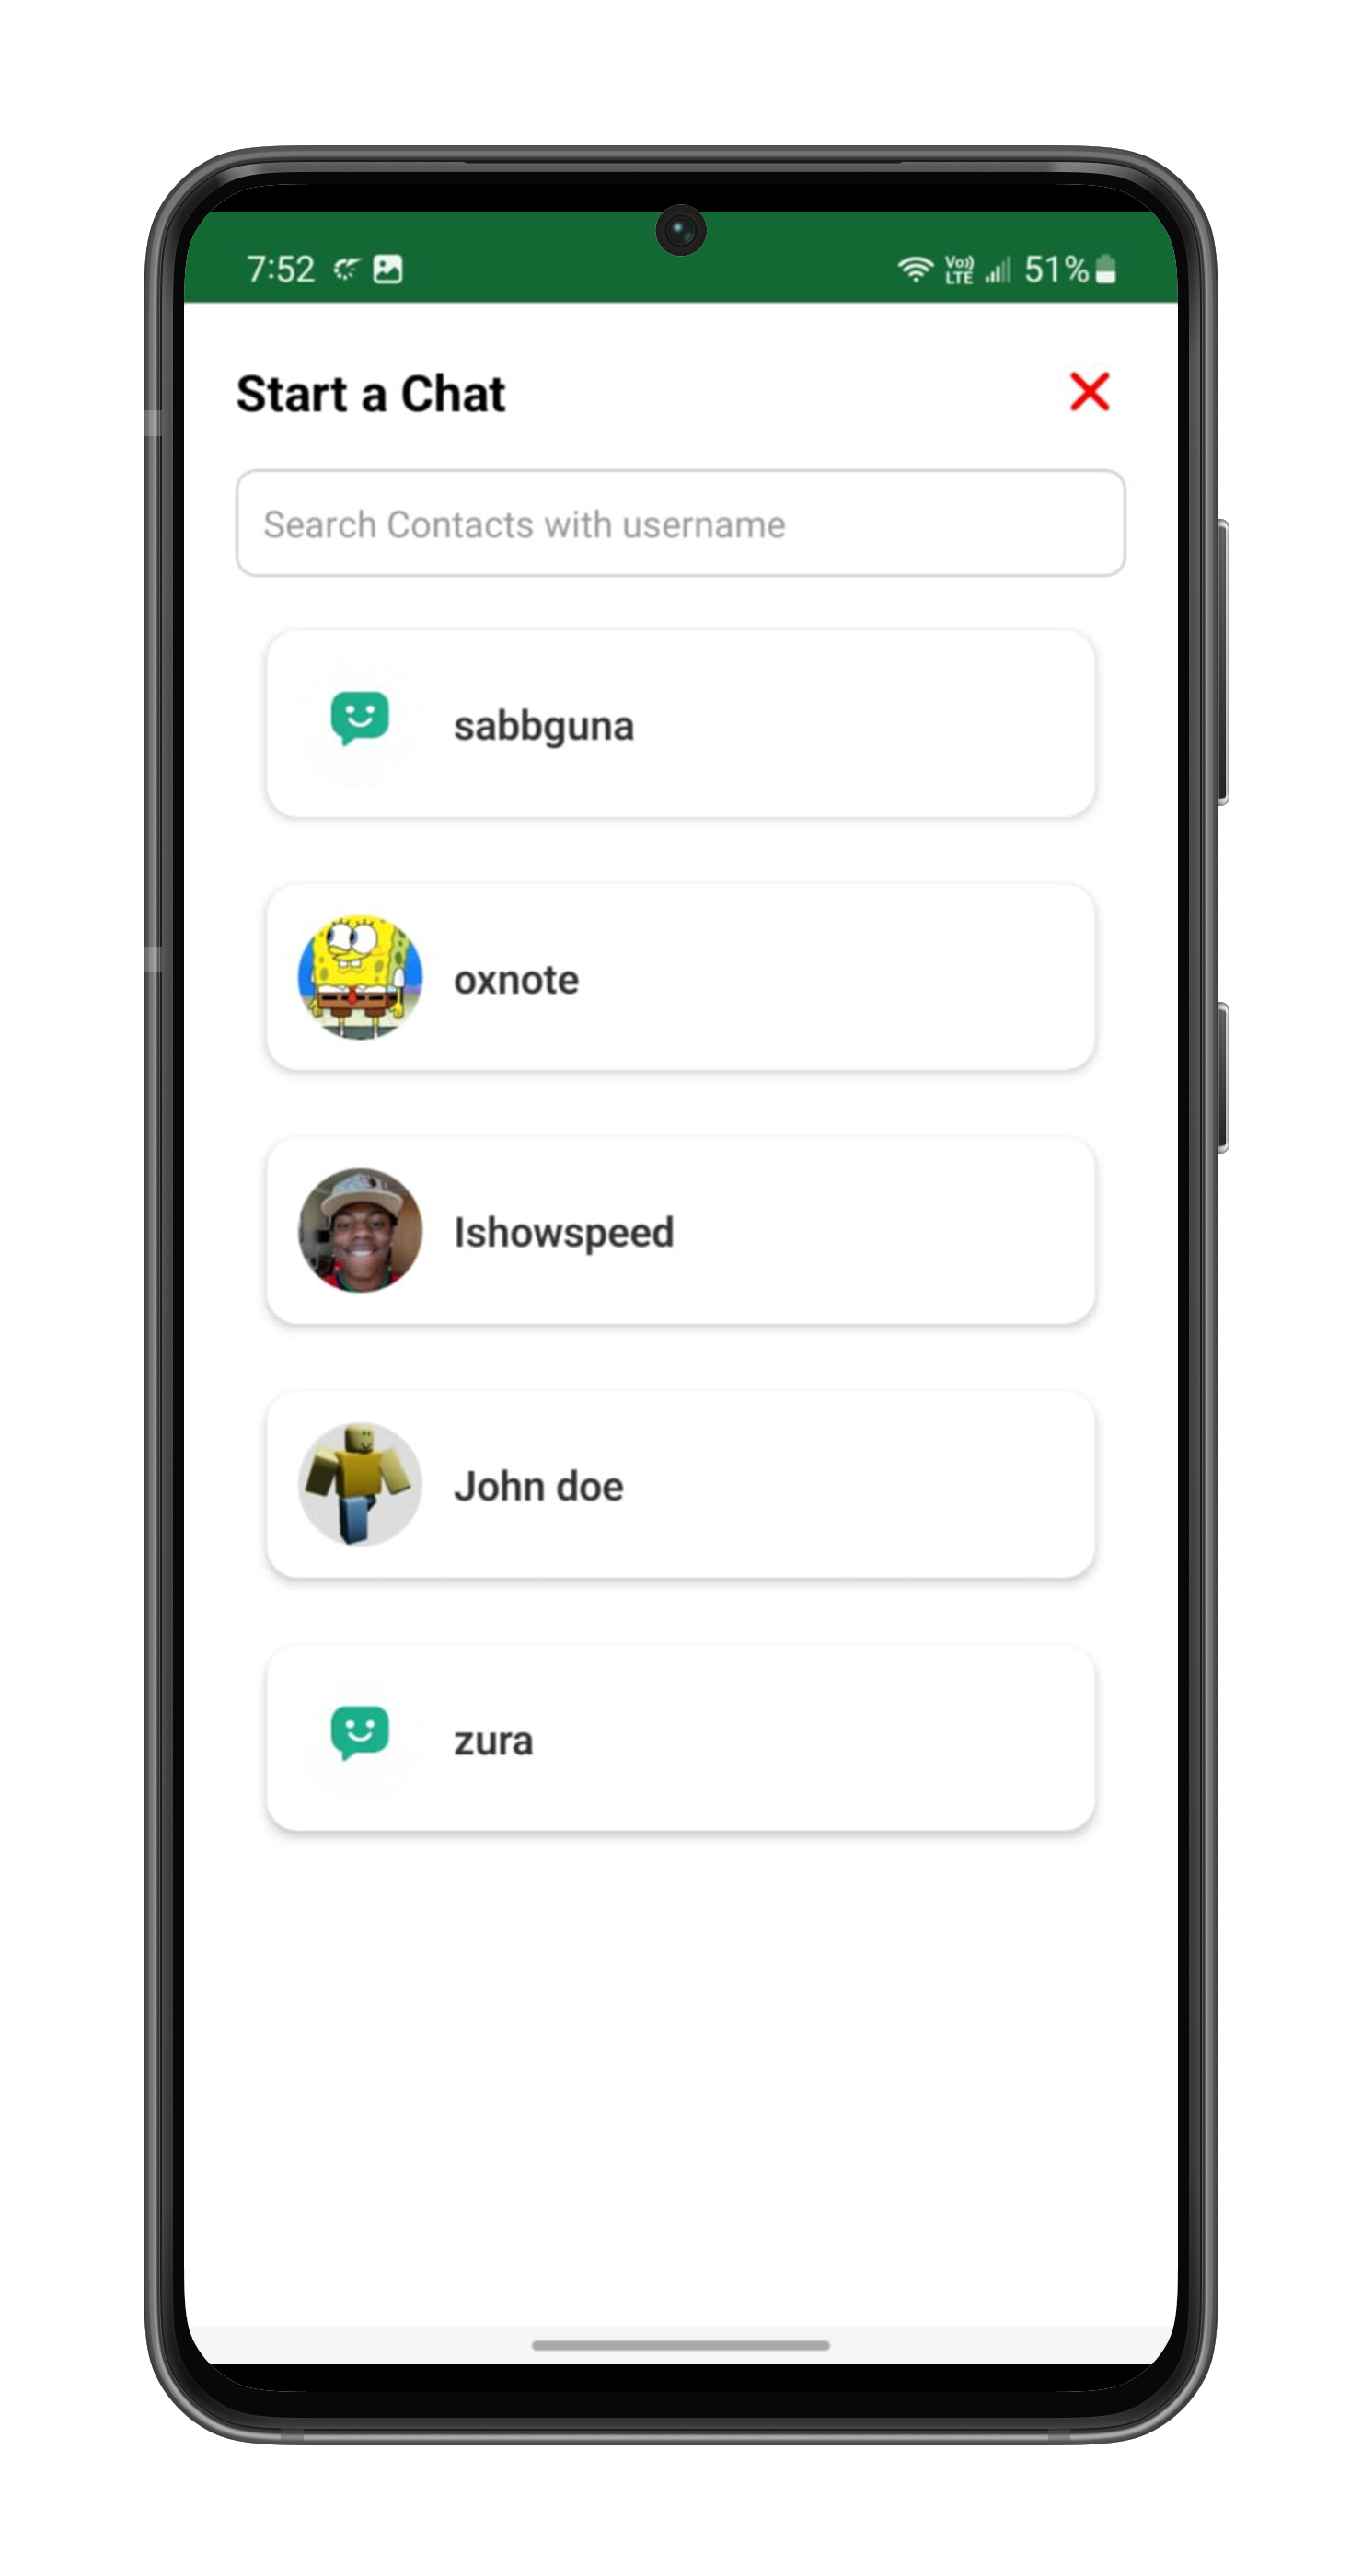 7:52 Vo)) LTE 51%
Start a Chat
Search Contacts with username
sabbguna
oxnote
Ishowspeed
John doe
zura